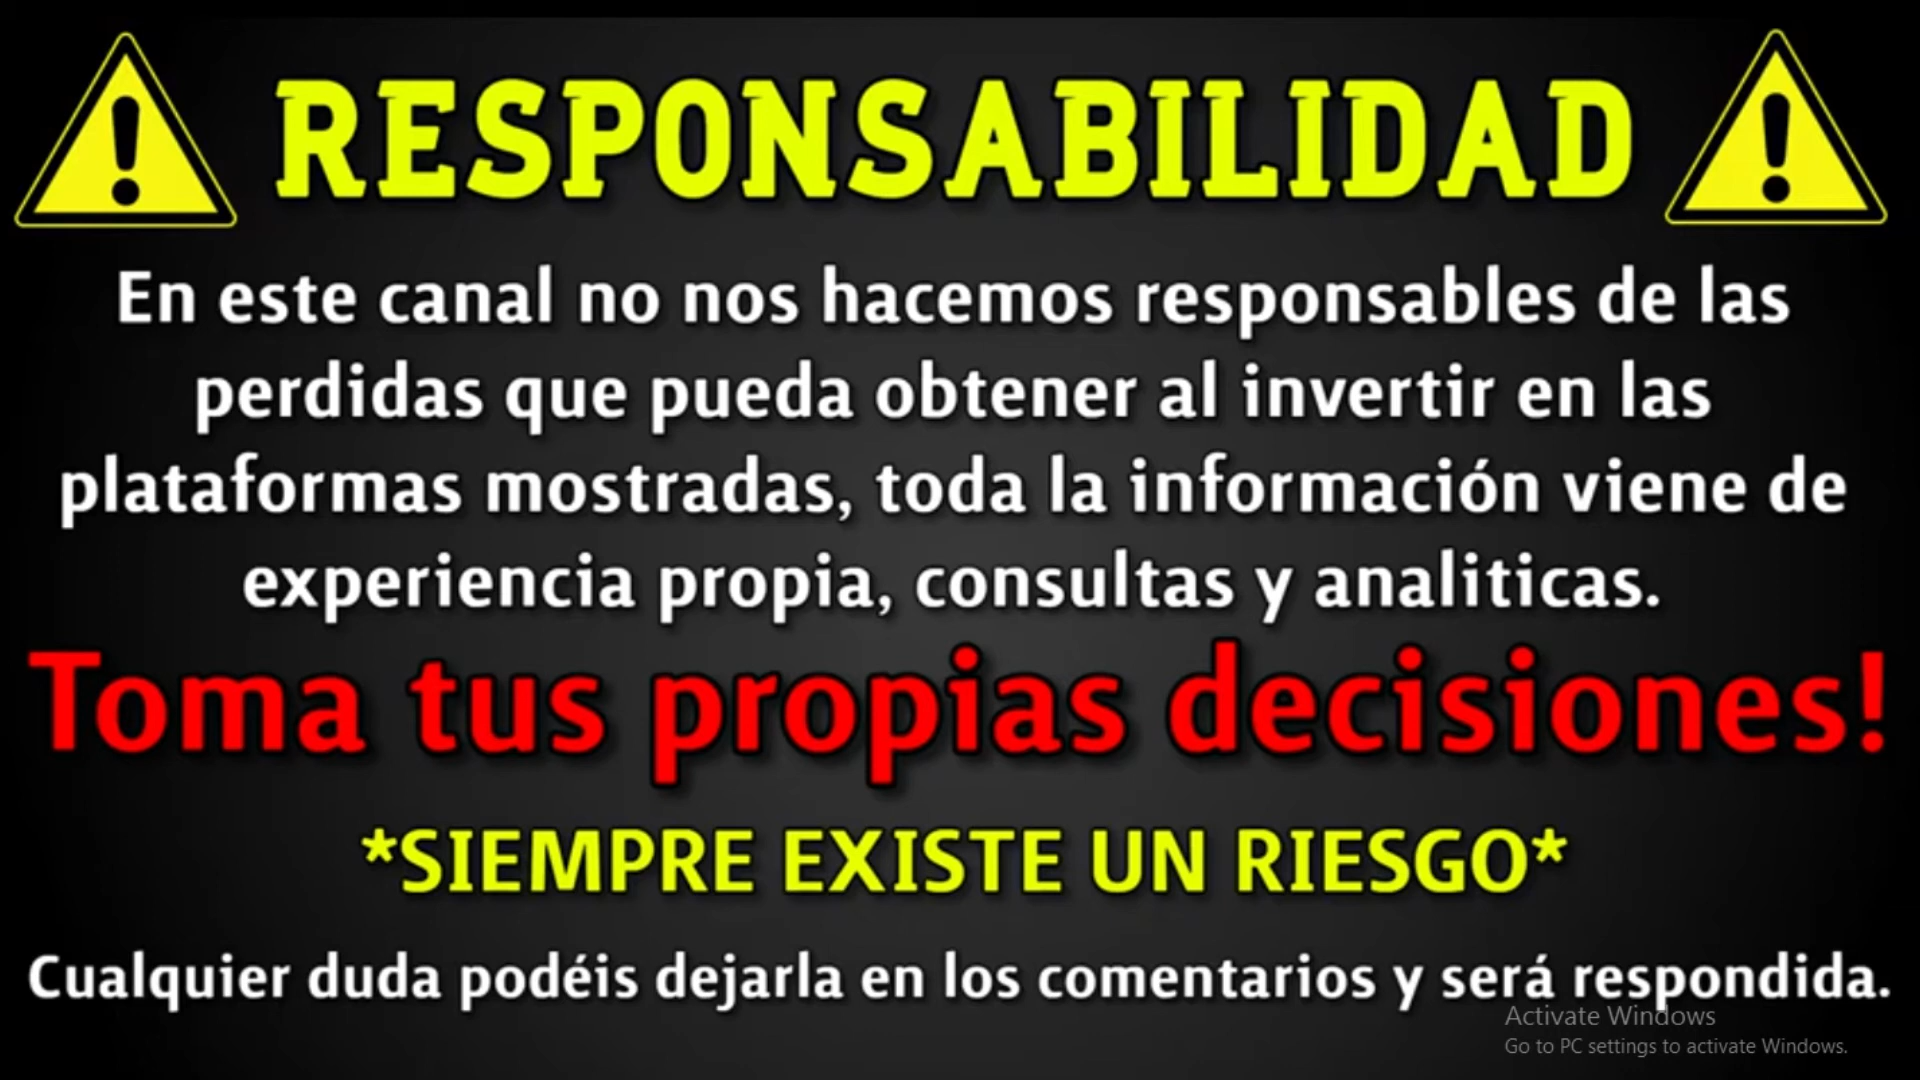 RESPONSABILIDAD
En este canal no nos hacemos responsables de las
perdidas que pueda obtener al invertir en las
plataformas mostradas, toda la información viene de
experiencia propia, consultas y analiticas.
Toma tus propias decisiones!
*SIEMPRE EXISTE UN RIESGO*
Cualquier duda podéis dejarla en los comentarios y será respondida.
Activate Windows
Go to PC settings to activate Windows.